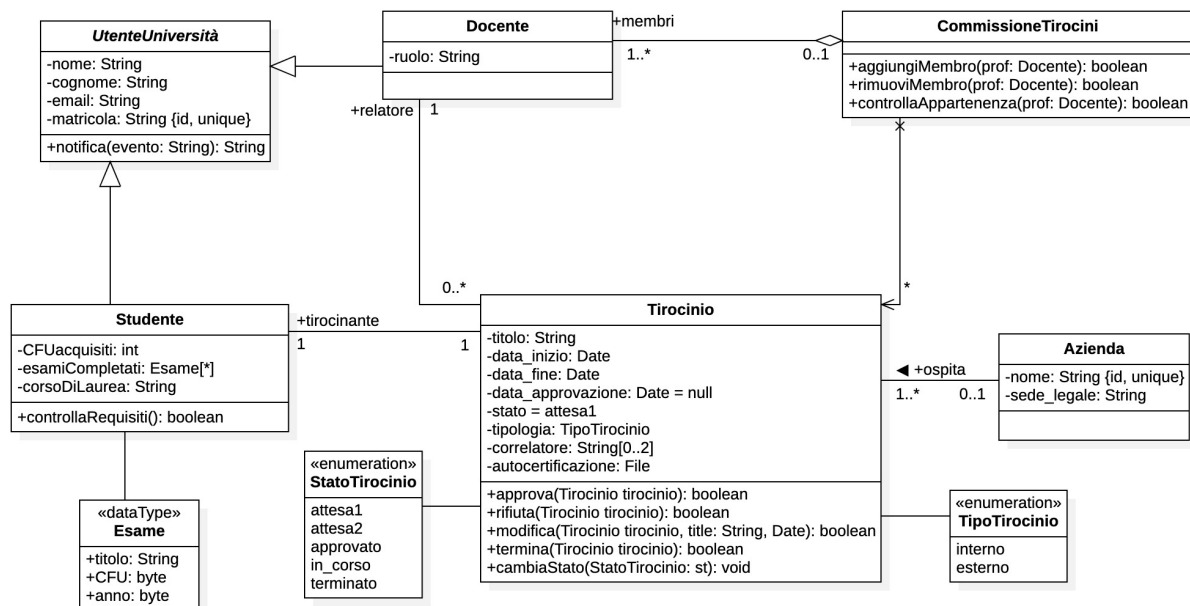 UtenteUniversità
-nome: String
-cognome: String
-email: String
-matricola: String {id, unique}
+notifica(evento: String): String
Docente
-ruolo: String
+membri
1..*
0..1
CommissioneTirocini
+aggiungiMembro(prof: Docente): boolean
+rimuoviMembro(prof: Docente): boolean
+controllaAppartenenza(prof: Docente): boolean
+relatore
1
0..*
*
Studente
-CFUacquisiti: int
-esamiCompletati: Esame[*]
-corsoDiLaurea: String
+controllaRequisiti(): boolean
+tirocinante
1
1
Tirocinio
-titolo: String
-data_inizio: Date
-data_fine: Date
-data_approvazione: Date = null
-stato = attesa1
-tipologia: TipoTirocinio
-correlatore: String[0..2]
-autocertificazione: File
+approva(Tirocinio tirocinio): boolean
+rifiuta(Tirocinio tirocinio): boolean
+modifica(Tirocinio tirocinio, title: String, Date): boolean
+termina(Tirocinio tirocinio): boolean
+cambiaStato(StatoTirocinio: st): void
◀ +ospita
1..*
0..1
Azienda
-nome: String {id, unique}
-sede_legale: String
«dataType»
Esame
+titolo: String
+CFU: byte
+anno: byte
«enumeration»
StatoTirocinio
attesa1
attesa2
approvato
in_corso
terminato
«enumeration»
TipoTirocinio
interno
esterno